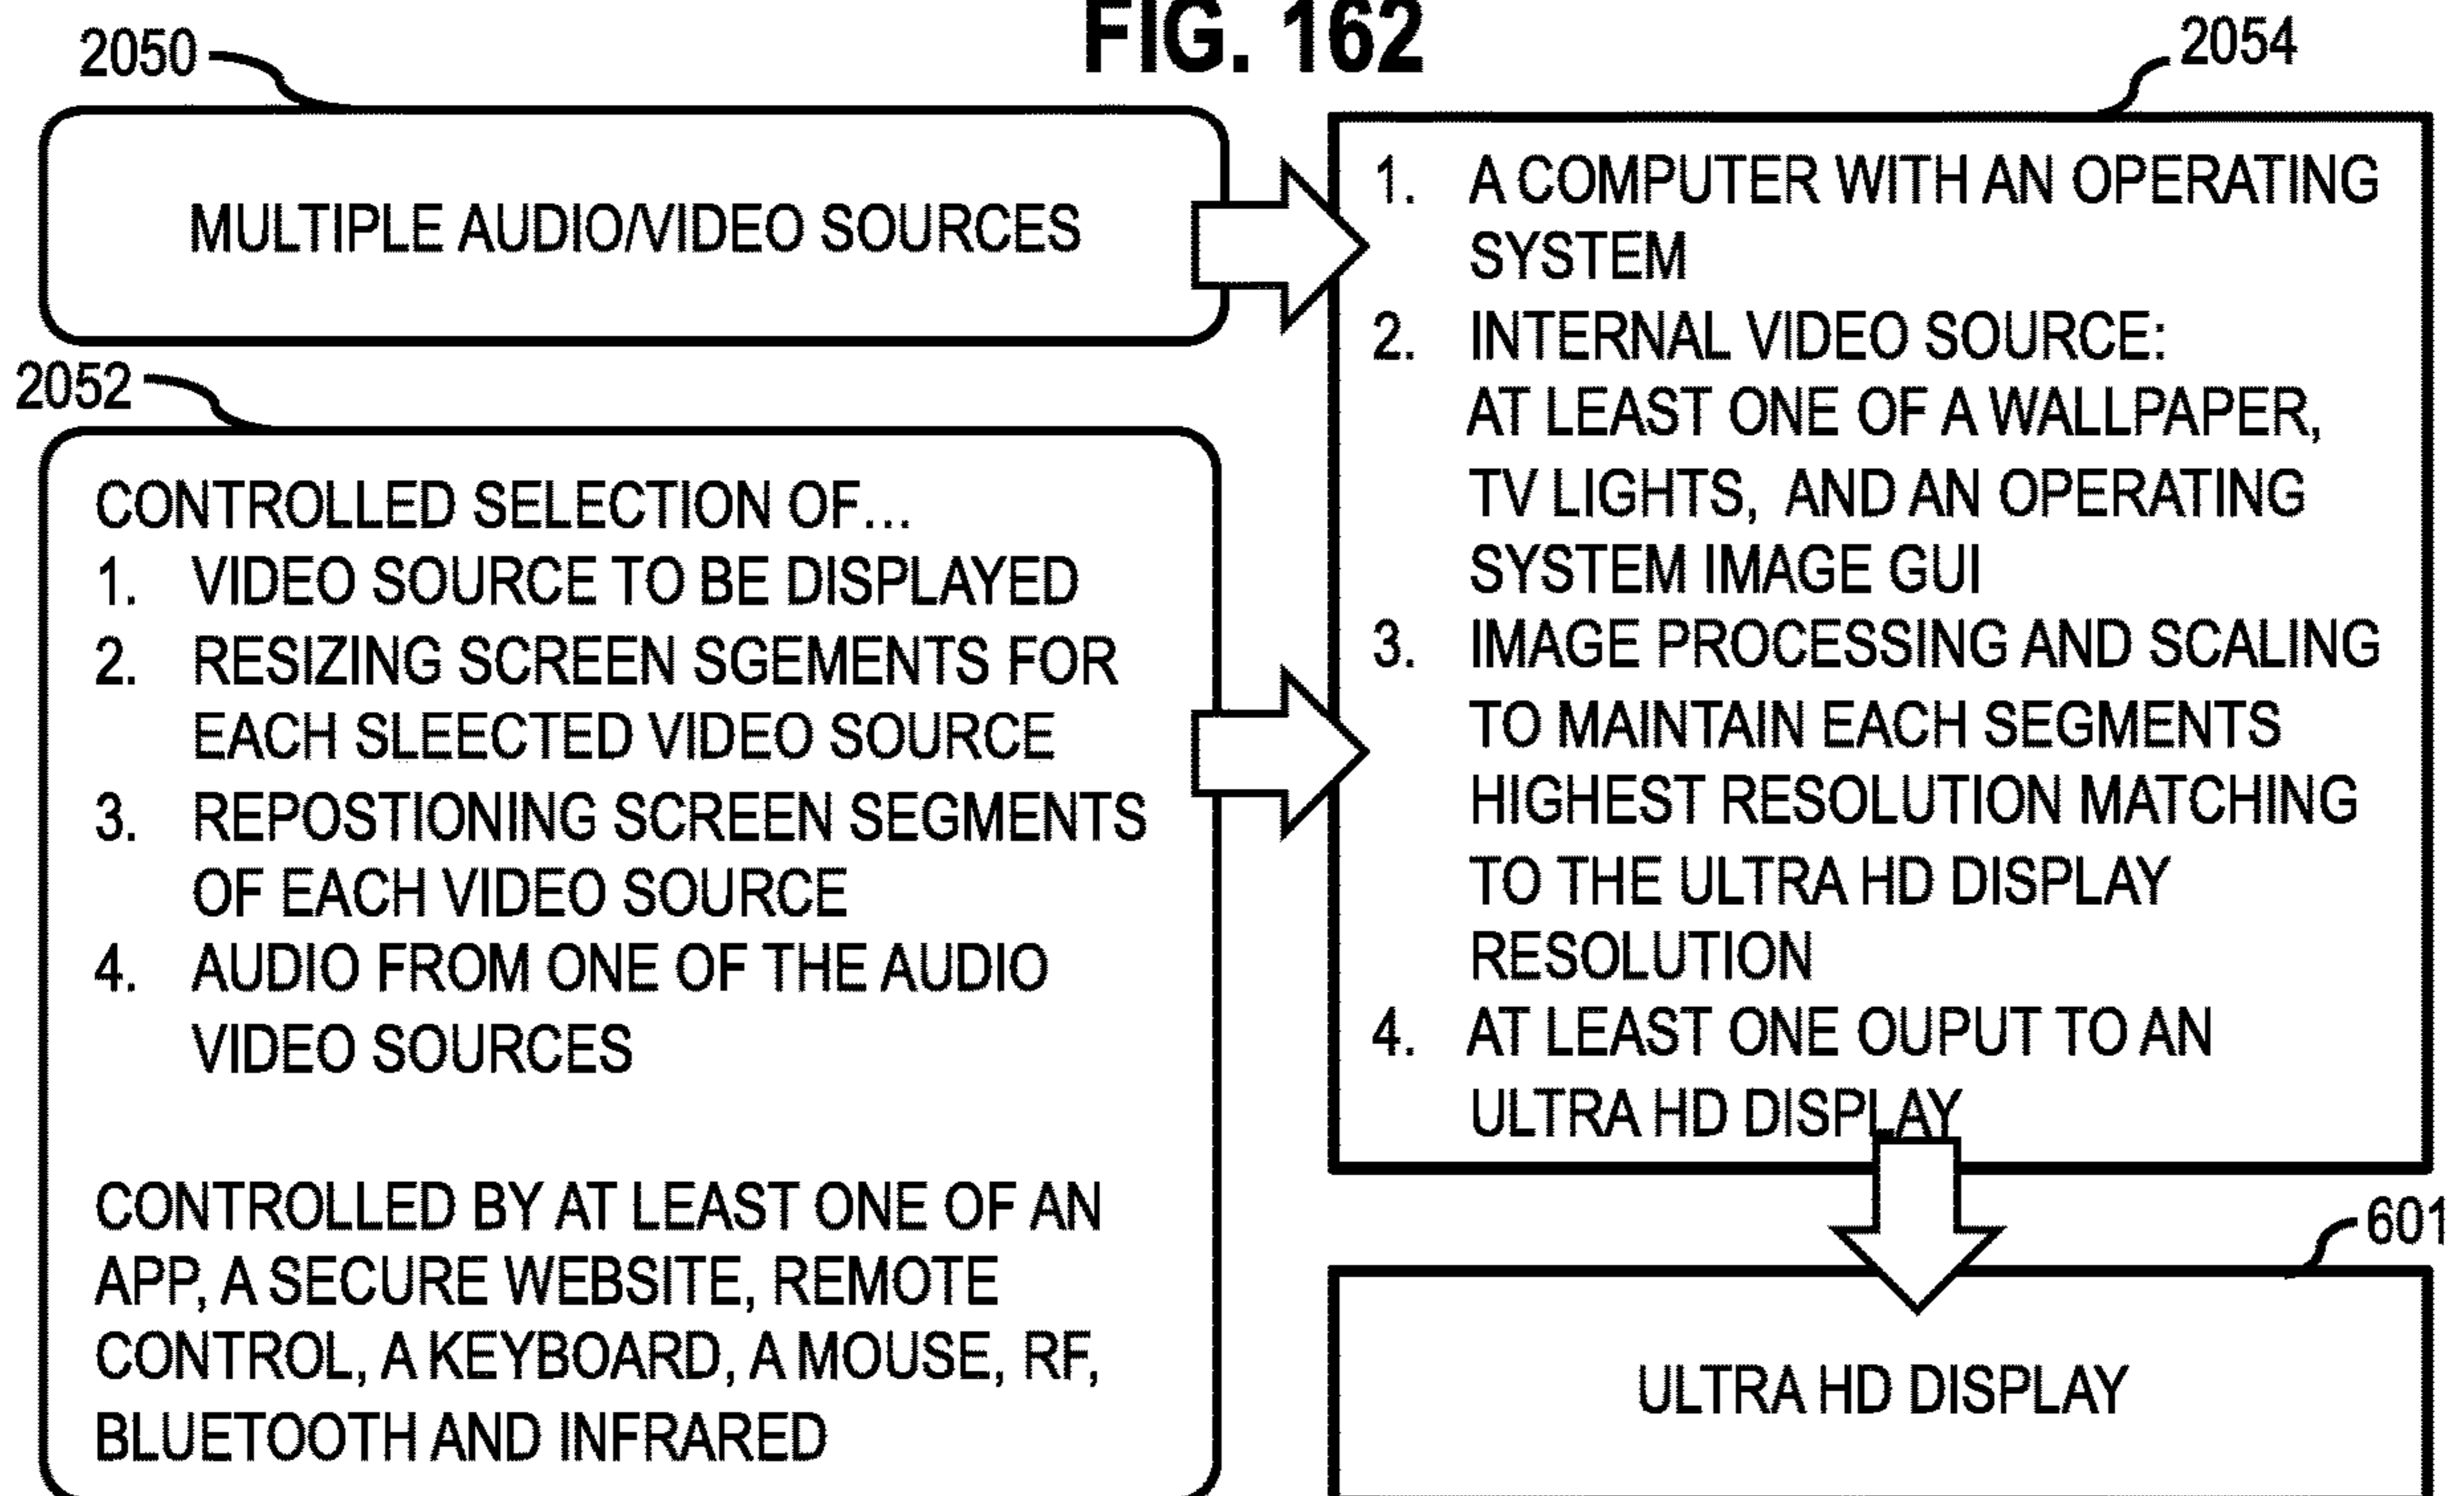 FIG. 162
2050
MULTIPLE AUDIO/VIDEO SOURCES
2052
CONTROLLED SELECTION OF...
1. VIDEO SOURCE TO BE DISPLAYED
2. RESIZING SCREEN SGEMENTS FOR
EACH SLEECTED VIDEO SOURCE
3. REPOSTIONING SCREEN SEGMENTS
OF EACH VIDEO SOURCE
4. AUDIO FROM ONE OF THE AUDIO
VIDEO SOURCES
CONTROLLED BY AT LEAST ONE OF AN
APP, A SECURE WEBSITE, REMOTE
CONTROL, A KEYBOARD, A MOUSE, RF,
BLUETOOTH AND INFRARED
2054
1. A COMPUTER WITH AN OPERATING
SYSTEM
2. INTERNAL VIDEO SOURCE:
AT LEAST ONE OF A WALLPAPER,
TV LIGHTS, AND AN OPERATING
SYSTEM IMAGE GUI
3. IMAGE PROCESSING AND SCALING
TO MAINTAIN EACH SEGMENTS
HIGHEST RESOLUTION MATCHING
TO THE ULTRA HD DISPLAY
RESOLUTION
4. AT LEAST ONE OUPUT TO AN
ULTRA HD DISPLAY
601
ULTRA HD DISPLAY